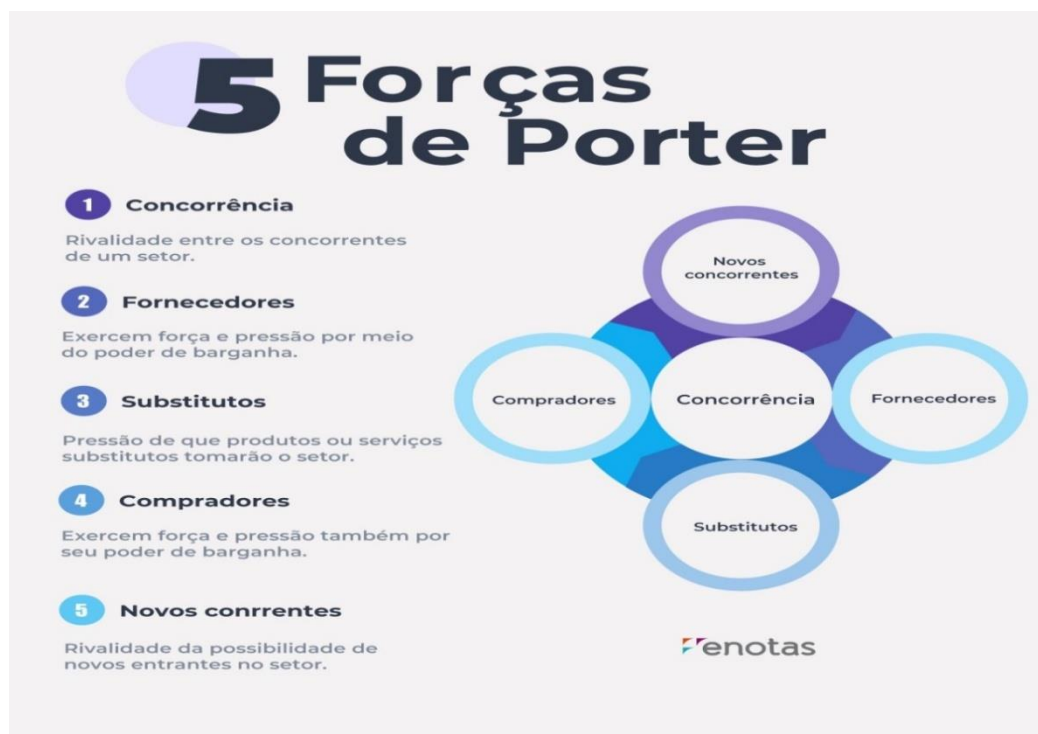 5 Forças
de Porter
1 Concorrência
Rivalidade entre os concorrentes
de um setor.
2 Fornecedores
Exercem força e pressão por meio
do poder de barganha.
3 Substitutos
Pressão de que produtos ou serviços
substitutos tomarão o setor.
4 Compradores
Exercem força e pressão também por
seu poder de barganha.
5 Novos conrrentes
Rivalidade da possibilidade de
novos entrantes no setor.
Novos
concorrentes
Compradores
Concorrência
Fornecedores
Substitutos
enotas